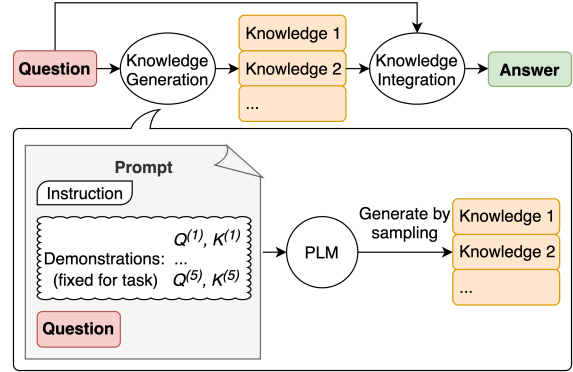 Question
Knowledge
Generation
Knowledge 1
Knowledge 2
...
Knowledge
Integration
Answer
Prompt
Instruction
Q(1), K(1)
Demonstrations: ...
(fixed for task) Q(5), K(5)
Question
PLM
Generate by
sampling
Knowledge 1
Knowledge 2
...